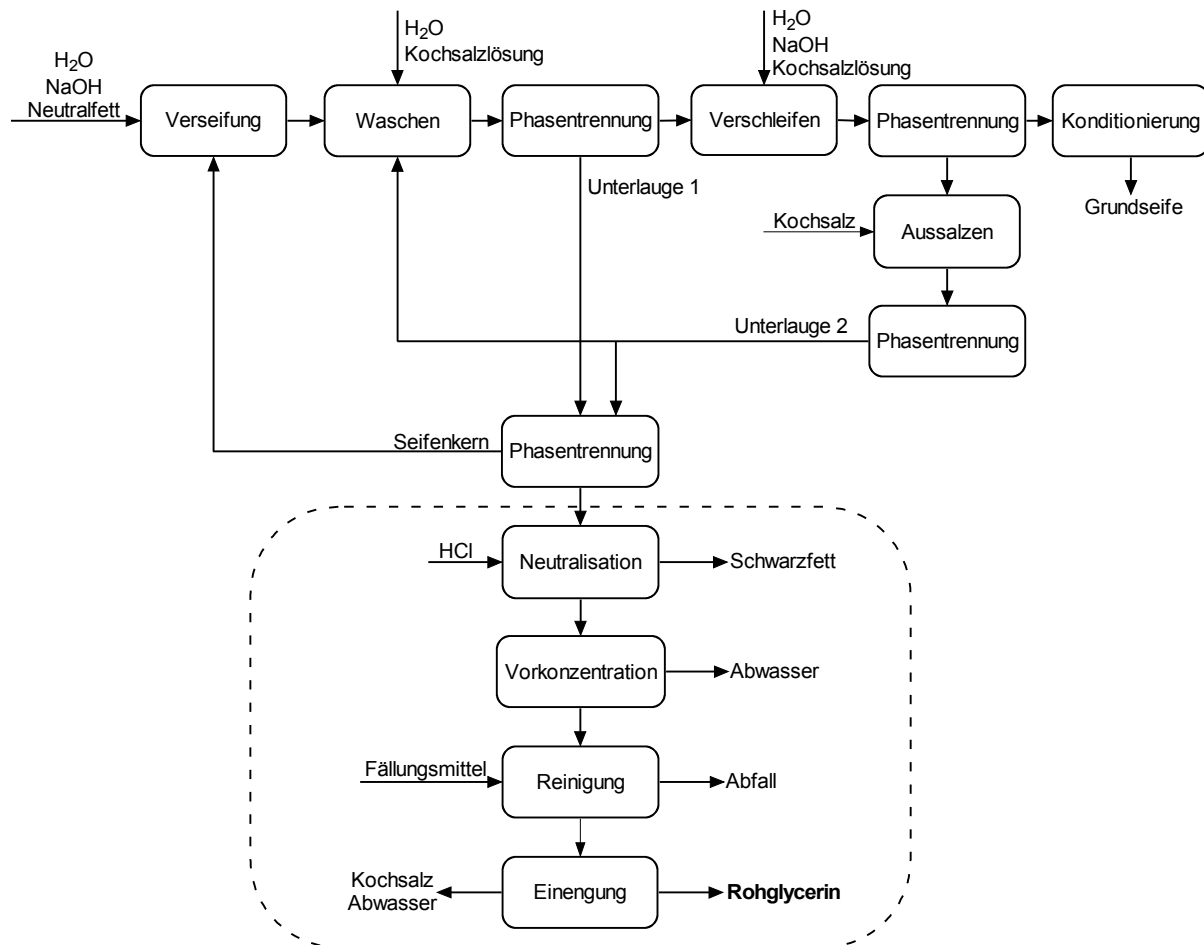 H₂O
NaOH
Neutralfett
H₂O
Kochsalzlösung
H₂O
NaOH
Kochsalzlösung
Verseifung
Waschen
Phasentrennung
Verschleifen
Phasentrennung
Konditionierung
Unterlauge 1
Grundseife
Kochsalz
Aussalzen
Unterlauge 2
Phasentrennung
Seifenkern
Phasentrennung
HCl
Neutralisation
Schwarzfett
Vorkonzentration
Abwasser
Fällungsmittel
Reinigung
Abfall
Kochsalz
Abwasser
Einengung
Rohglycerin